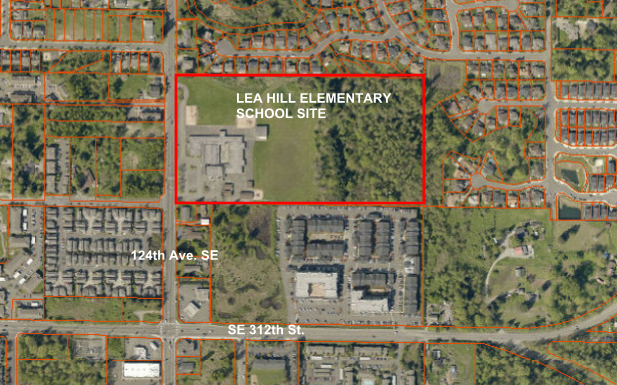 LEA HILL ELEMENTARY
SCHOOL SITE
124th Ave. SE
SE 312th St.